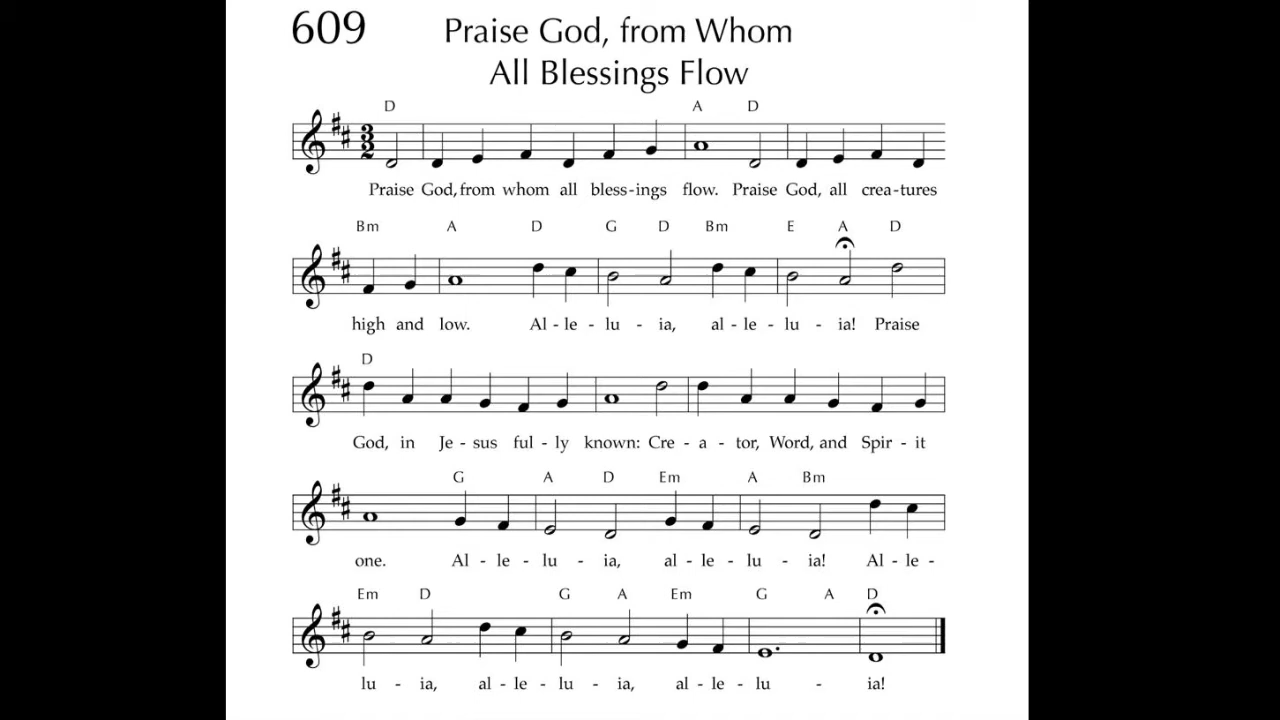 609 Praise God, from Whom
All Blessings Flow
D A D
3
2
Praise God, from whom all bless-ings flow. Praise God, all crea-tures
Bm A D G D Bm E A D
high and low. Al - le - lu - ia, al - le - lu - ia! Praise
D
God, in Je - sus ful - ly known: Cre - a - tor, Word, and Spir - it
G A D Em A Bm
one. Al - le - lu - ia, al - le - lu - ia! Al - le -
Em D G A Em G A D
lu - ia, al - le - lu - ia, al - le - lu - ia!